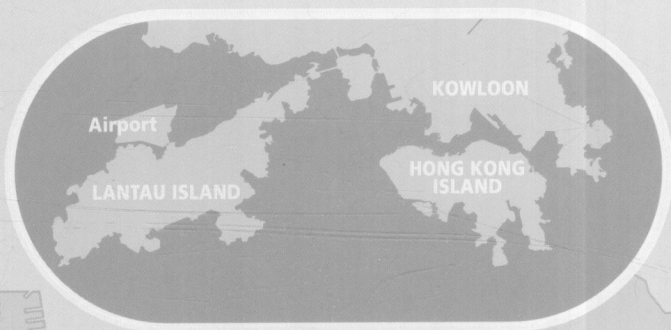 KOWLOON
Airport
HONG KONG
ISLAND
LANTAU ISLAND